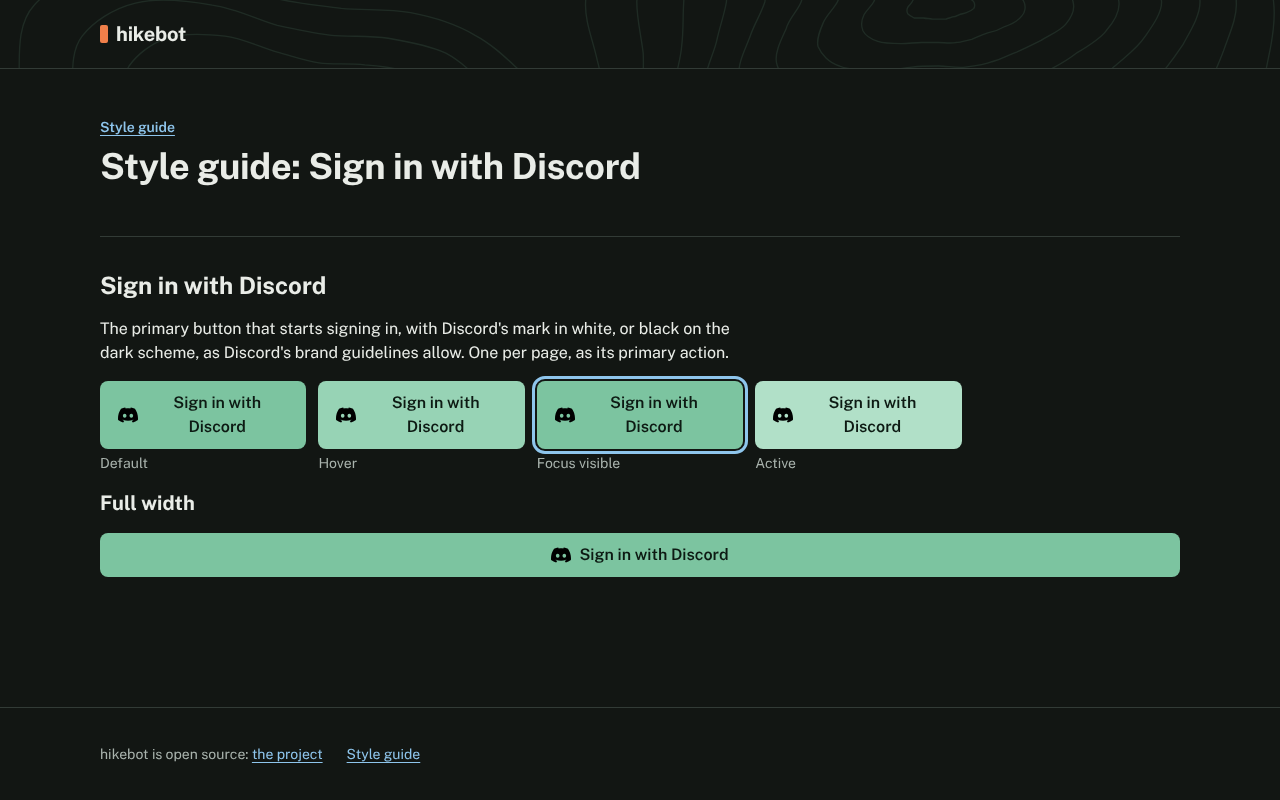 hikebot
Style guide
Style guide: Sign in with Discord
Sign in with Discord
The primary button that starts signing in, with Discord's mark in white, or black on the
dark scheme, as Discord's brand guidelines allow. One per page, as its primary action.
Sign in with
Discord
Default
Sign in with
Discord
Hover
Sign in with
Discord
Focus visible
Sign in with
Discord
Active
Full width
Sign in with Discord
hikebot is open source: the project
Style guide